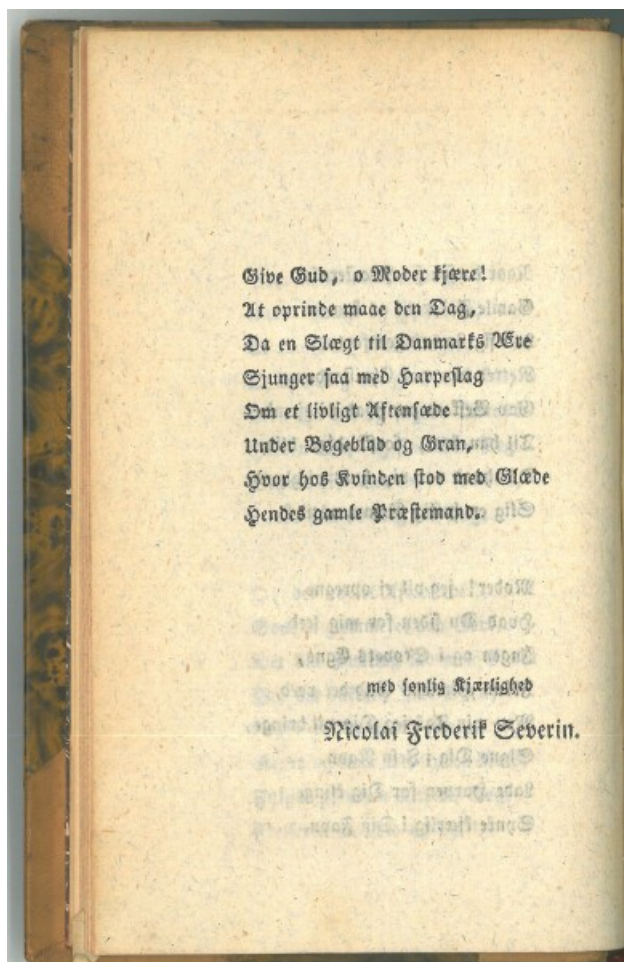 Give Gud, o Moder kjære!
At oprinde maae den Dag,
Da en Slægt til Danmarks Ære
Sjunger saa med Harpeslag
Om et livligt Aftensæde
Under Bøgeblad og Gran,
Hvor hos Kvinden stod med Glæde
Hendes gamle Præstemand.
med sønlig Kjærlighed
Nicolai Frederik Severin.